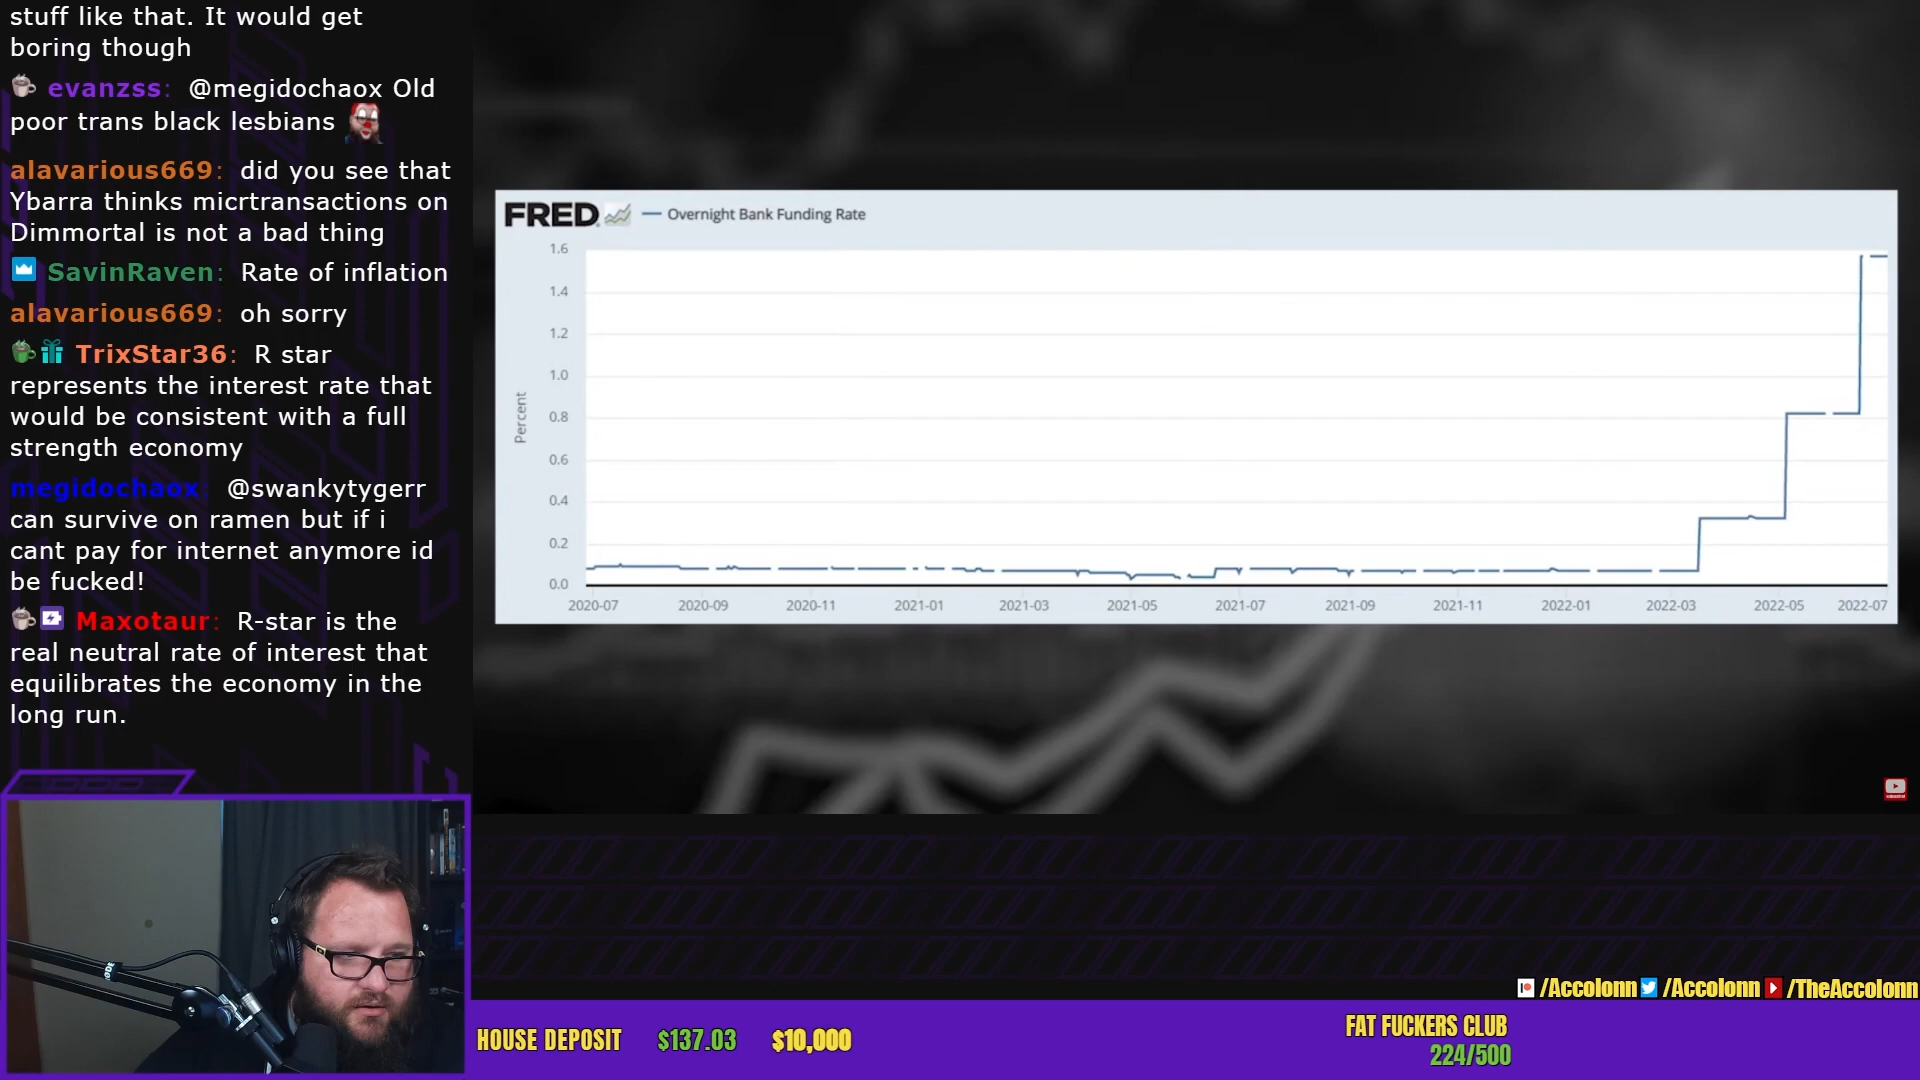 stuff like that. It would get
boring though
evanzss: @megidochaox Old
poor trans black lesbians
alavarious669: did you see that
Ybarra thinks micrtransactions on
Dimmortal is not a bad thing
SavinRaven: Rate of inflation
alavarious669: oh sorry
TrixStar36: R star
represents the interest rate that
would be consistent with a full
strength economy
megidochaox: @swankytygerr
can survive on ramen but if i
cant pay for internet anymore id
be fucked!
Maxotaur: R-star is the
real neutral rate of interest that
equilibrates the economy in the
long run.
FRED Overnight Bank Funding Rate
Percent
1.6
1.4
1.2
1.0
0.8
0.6
0.4
0.2
0.0
2020-07 2020-09 2020-11 2021-01 2021-03 2021-05 2021-07 2021-09 2021-11 2022-01 2022-03 2022-05 2022-07
/Accolonn /Accolonn /TheAccolonn
HOUSE DEPOSIT $137.03 $10,000
FAT FUCKERS CLUB
224/500